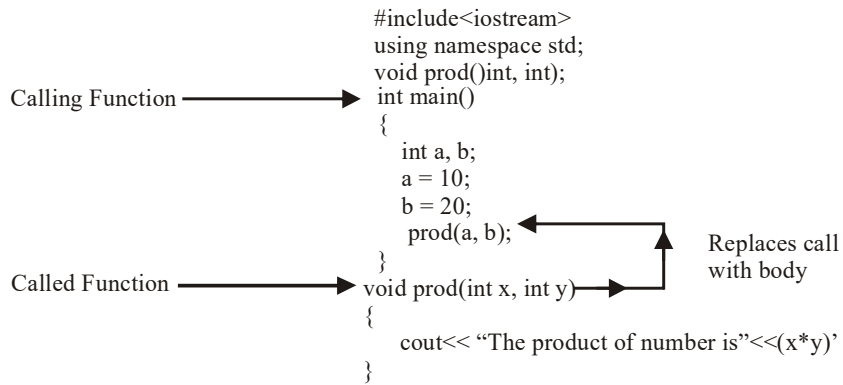 #include<iostream>
using namespace std;
void prod()int, int);
Calling Function
int main()
{
int a, b;
a = 10;
b = 20;
prod(a, b);
}
Replaces call
with body
Called Function
void prod(int x, int y)
{
cout<< “The product of number is”<<(x*y)’
}